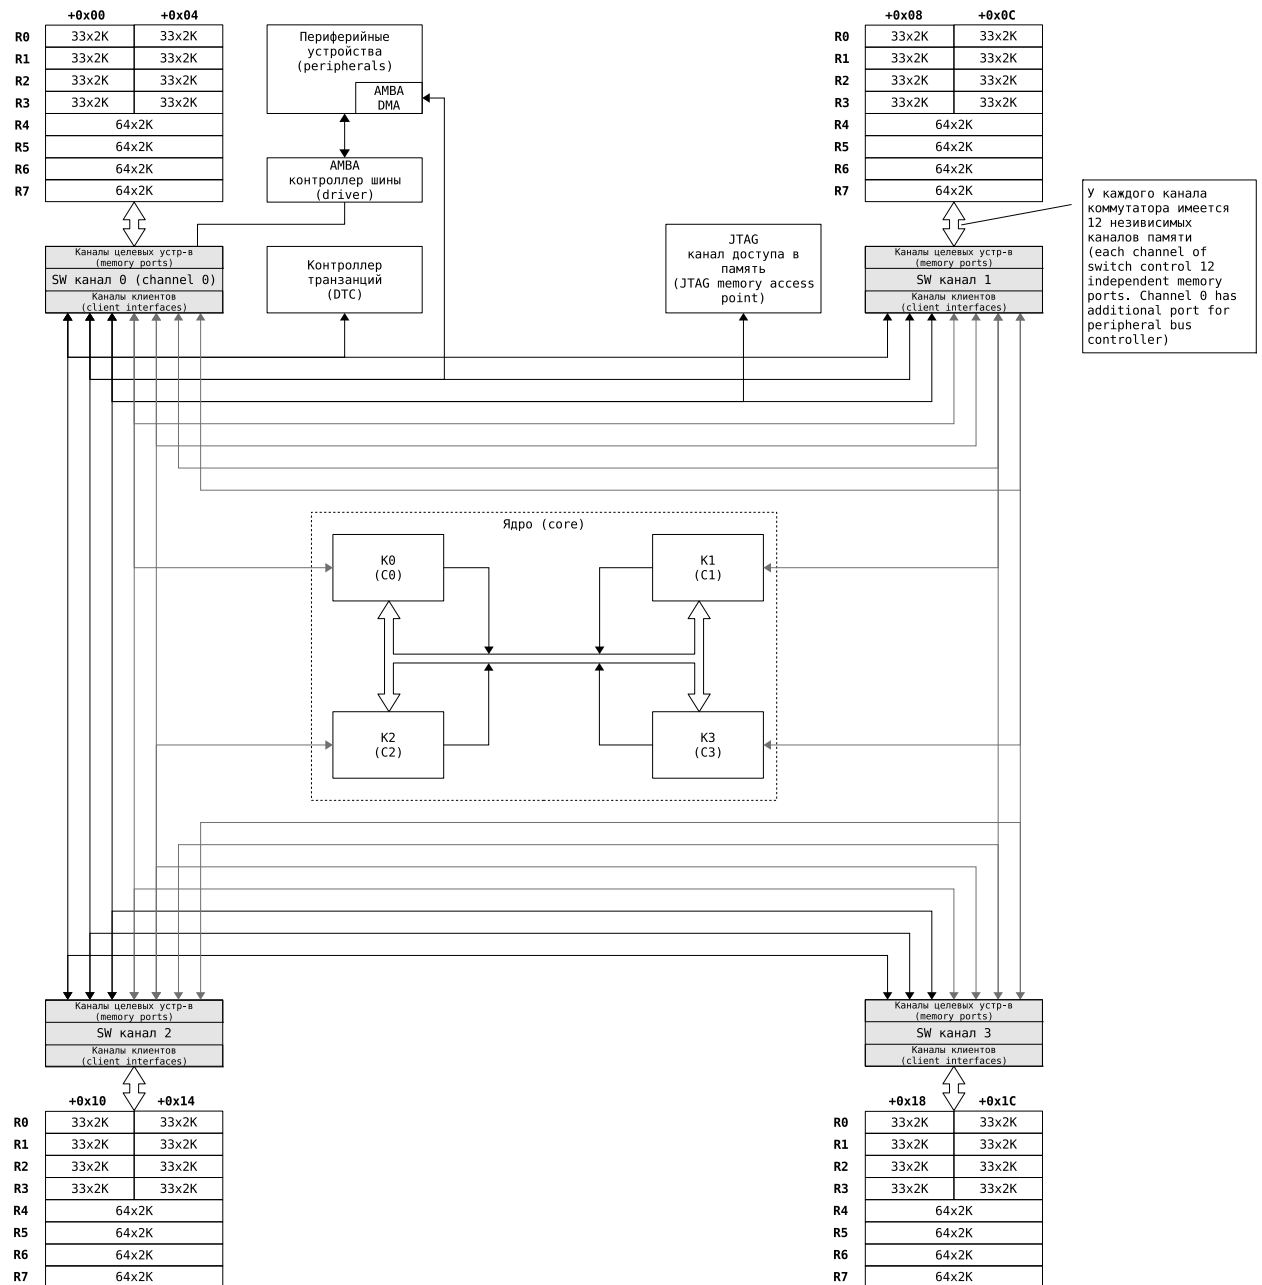 +0x00 +0x04
R0 33x2K 33x2K
R1 33x2K 33x2K
R2 33x2K 33x2K
R3 33x2K 33x2K
R4 64x2K
R5 64x2K
R6 64x2K
R7 64x2K
Периферийные
устройства
(peripherals)
AMBA
DMA
AMBA
контроллер шины
(driver)
+0x08 +0x0C
R0 33x2K 33x2K
R1 33x2K 33x2K
R2 33x2K 33x2K
R3 33x2K 33x2K
R4 64x2K
R5 64x2K
R6 64x2K
R7 64x2K
У каждого канала
коммутатора имеется
12 незивисимых
каналов памяти
(each channel of
switch control 12
independent memory
ports. Channel 0 has
additional port for
peripheral bus
controller)
Каналы целевых устр-в
(memory ports)
SW канал 0 (channel 0)
Каналы клиентов
(client interfaces)
Контроллер
транзанций
(DTC)
JTAG
канал доступа в
память
(JTAG memory access
point)
Каналы целевых устр-в
(memory ports)
SW канал 1
Каналы клиентов
(client interfaces)
Ядро (core)
К0
(C0)
К1
(C1)
К2
(C2)
К3
(C3)
Каналы целевых устр-в
(memory ports)
SW канал 2
Каналы клиентов
(client interfaces)
Каналы целевых устр-в
(memory ports)
SW канал 3
Каналы клиентов
(client interfaces)
+0x10 +0x14
R0 33x2K 33x2K
R1 33x2K 33x2K
R2 33x2K 33x2K
R3 33x2K 33x2K
R4 64x2K
R5 64x2K
R6 64x2K
R7 64x2K
+0x18 +0x1C
R0 33x2K 33x2K
R1 33x2K 33x2K
R2 33x2K 33x2K
R3 33x2K 33x2K
R4 64x2K
R5 64x2K
R6 64x2K
R7 64x2K